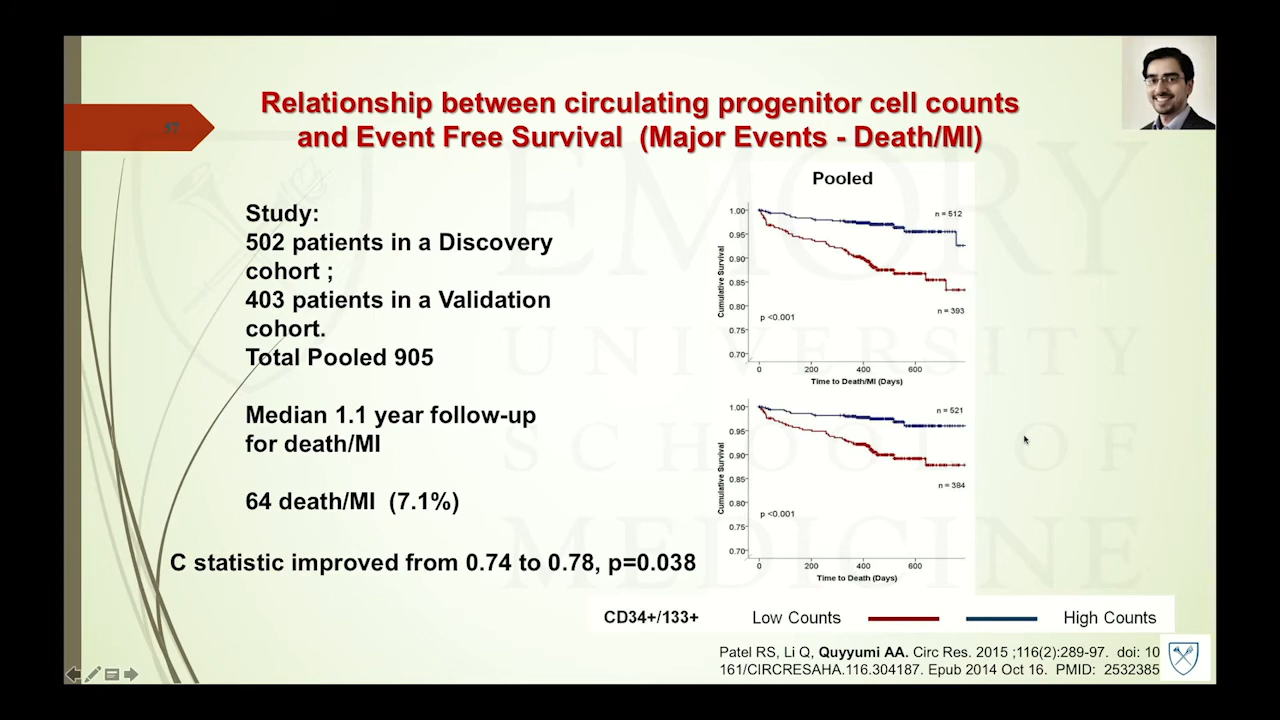 57
Relationship between circulating progenitor cell counts
and Event Free Survival (Major Events - Death/MI)
Study:
502 patients in a Discovery
cohort ;
403 patients in a Validation
cohort.
Total Pooled 905
Median 1.1 year follow-up
for death/MI
64 death/MI (7.1%)
C statistic improved from 0.74 to 0.78, p=0.038
Pooled
Cumulative Survival
1.00
0.95
0.90
0.85
0.80
0.75
0.70
n = 512
n = 393
p <0.001
0 200 400 600
Time to Death/MI (Days)
Cumulative Survival
1.00
0.95
0.90
0.85
0.80
0.75
0.70
n = 521
n = 384
p <0.001
0 200 400 600
Time to Death (Days)
CD34+/133+ Low Counts High Counts
Patel RS, Li Q, Quyyumi AA. Circ Res. 2015 ;116(2):289-97. doi: 10
161/CIRCRESAHA.116.304187. Epub 2014 Oct 16. PMID: 2532385
EMORY
UNIVERSITY
SCHOOL OF
MEDICINE